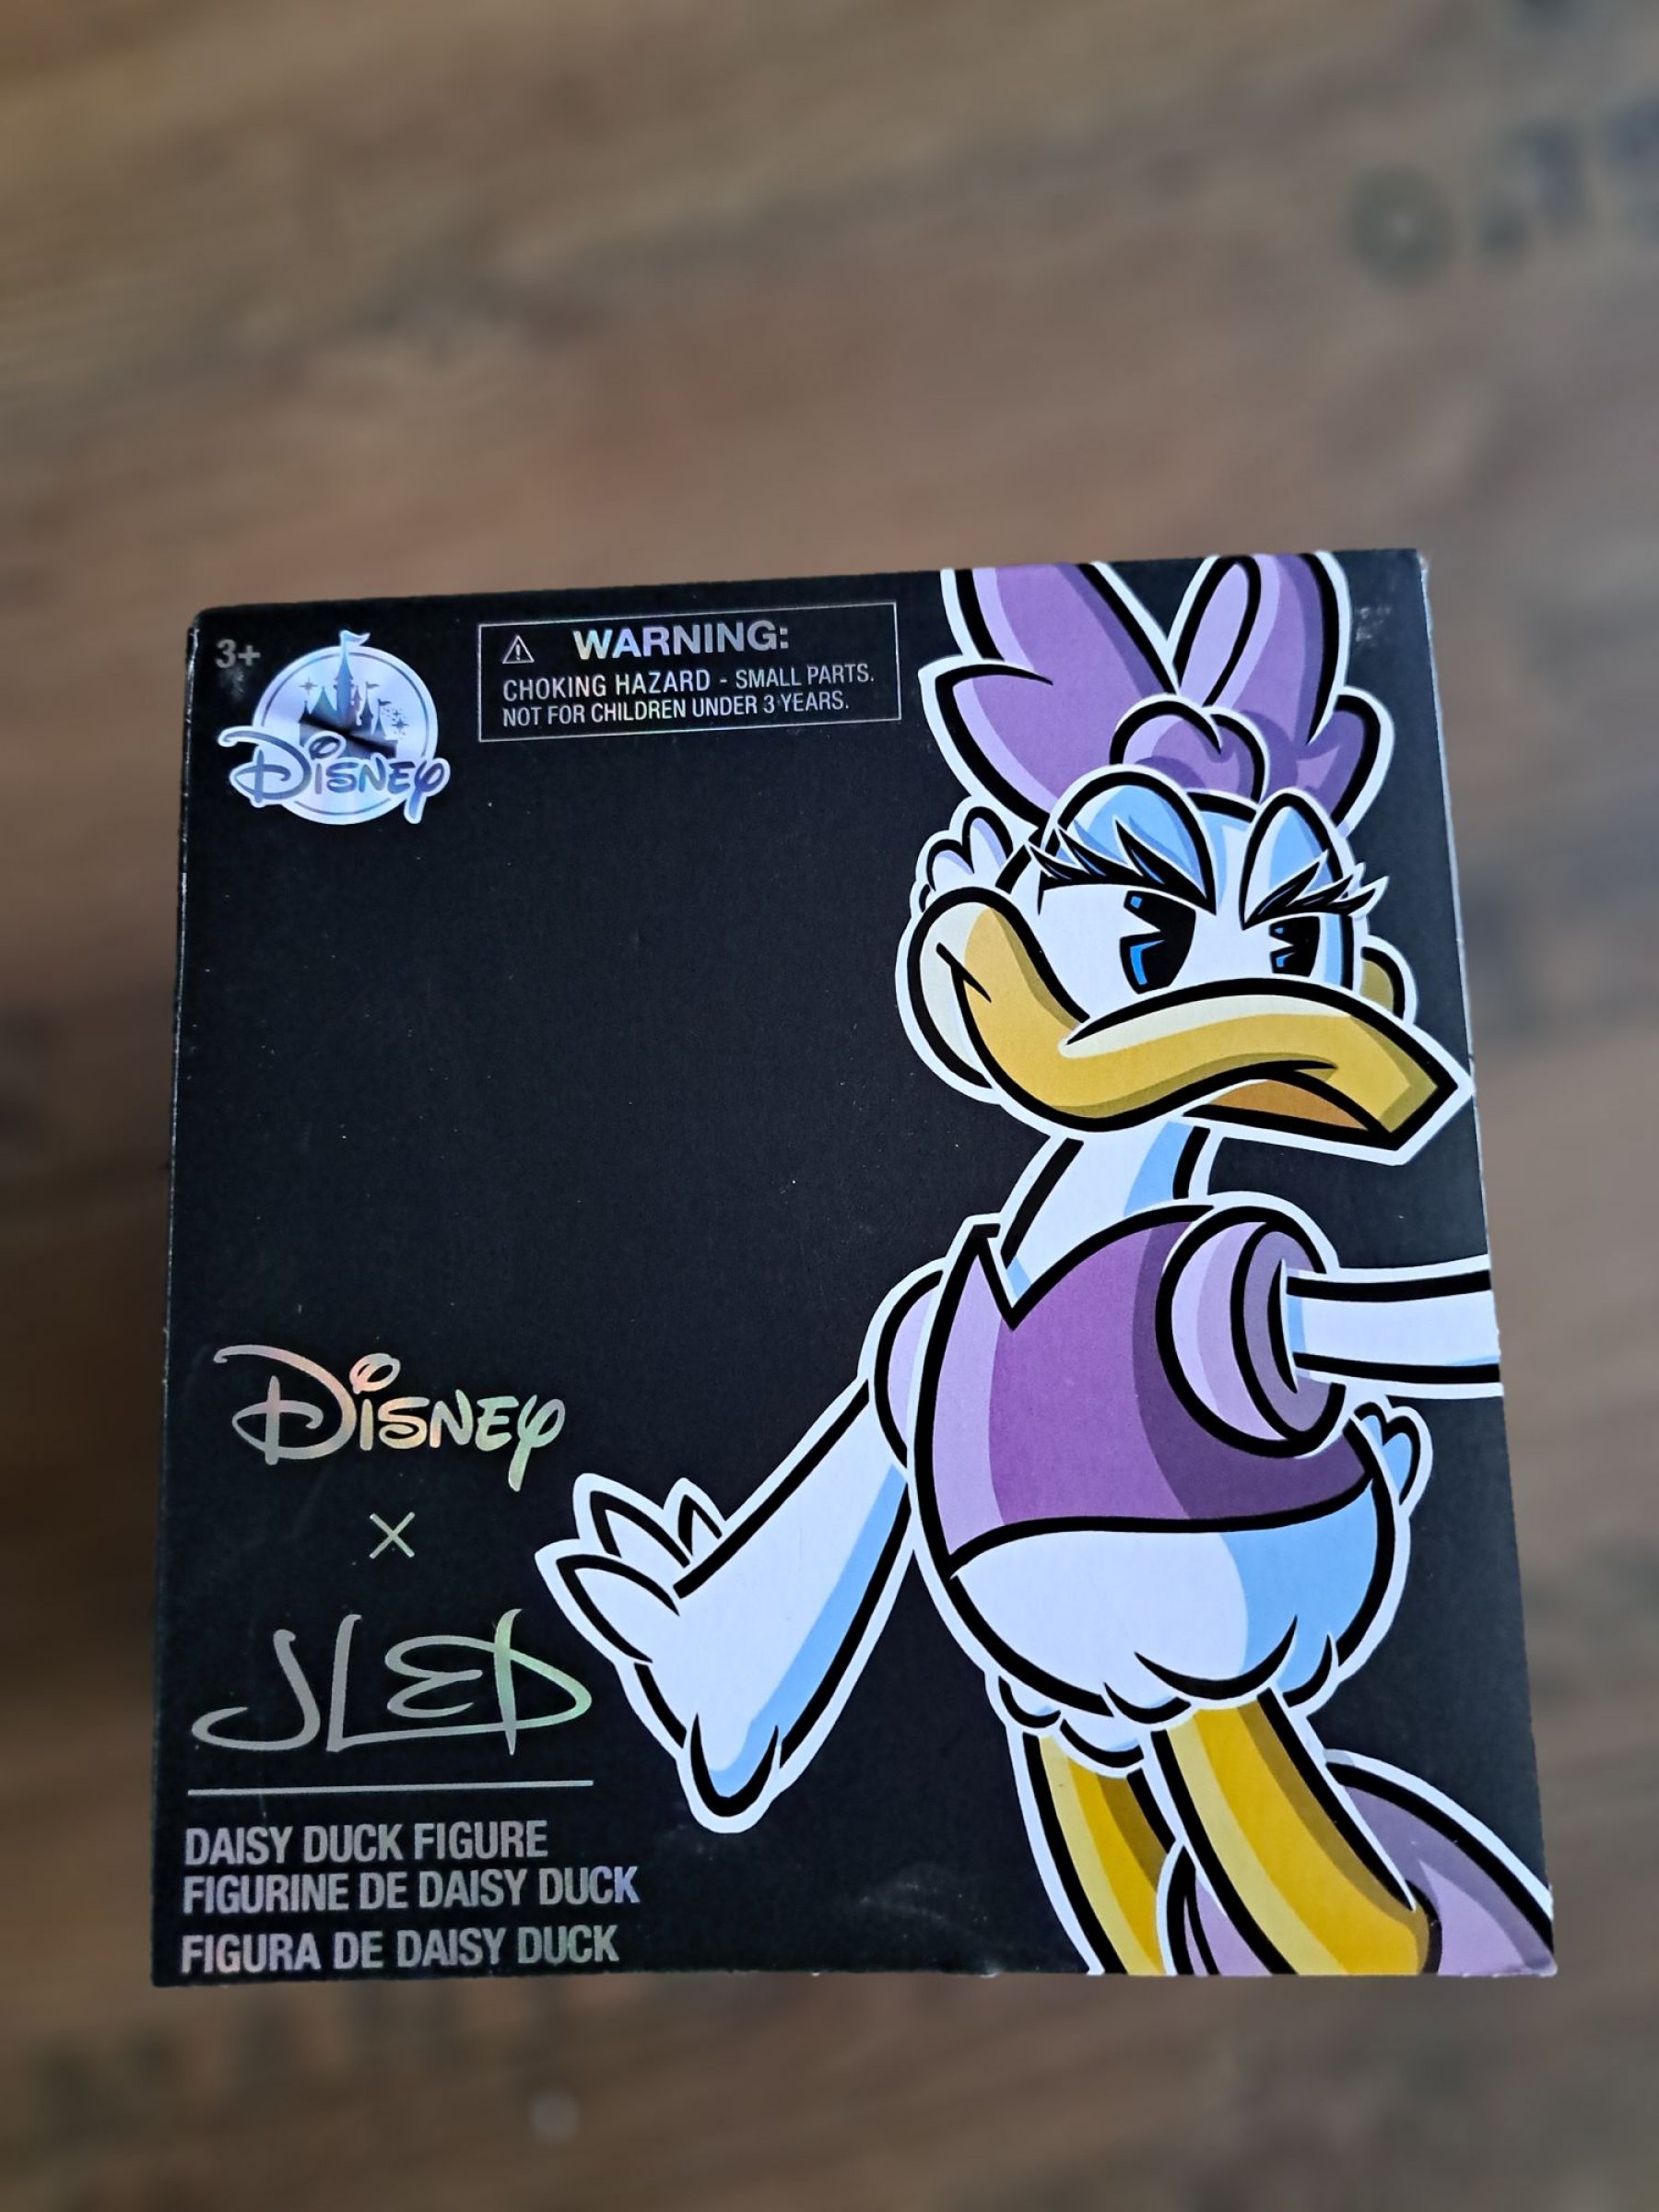 3+
Disney
WARNING:
CHOKING HAZARD - SMALL PARTS.
NOT FOR CHILDREN UNDER 3 YEARS.
Disney
×
JLED
DAISY DUCK FIGURE
FIGURINE DE DAISY DUCK
FIGURA DE DAISY DUCK